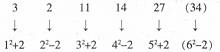 3 2 11 14 27 (34)
↓ ↓ ↓ ↓ ↓ ↓
1²+2 2²–2 3²+2 4²–2 5²+2 (6²–2)